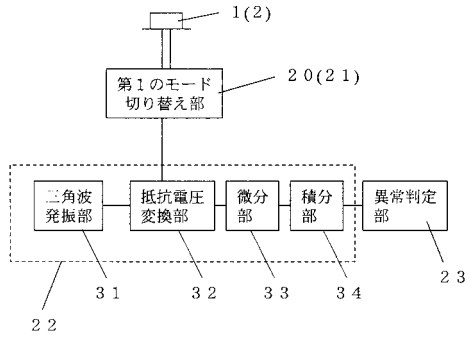 1(2)
第1のモード
切り替え部
20(21)
三角波
発振部
抵抗電圧
変換部
微分
部
積分
部
異常判定
部
31
32
33
34
23
22